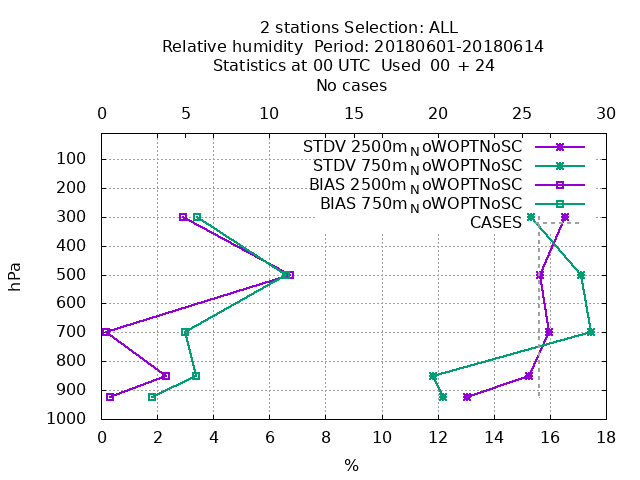 2 stations Selection: ALL
Relative humidity  Period: 20180601-20180614
Statistics at 00 UTC  Used  00 + 24
No cases
0 5 10 15 20 25 30
STDV 2500m_NoWOPTNoSC
STDV 750m_NoWOPTNoSC
BIAS 2500m_NoWOPTNoSC
BIAS 750m_NoWOPTNoSC
CASES
100
200
300
400
500
600
700
800
900
1000
hPa
0 2 4 6 8 10 12 14 16 18
%